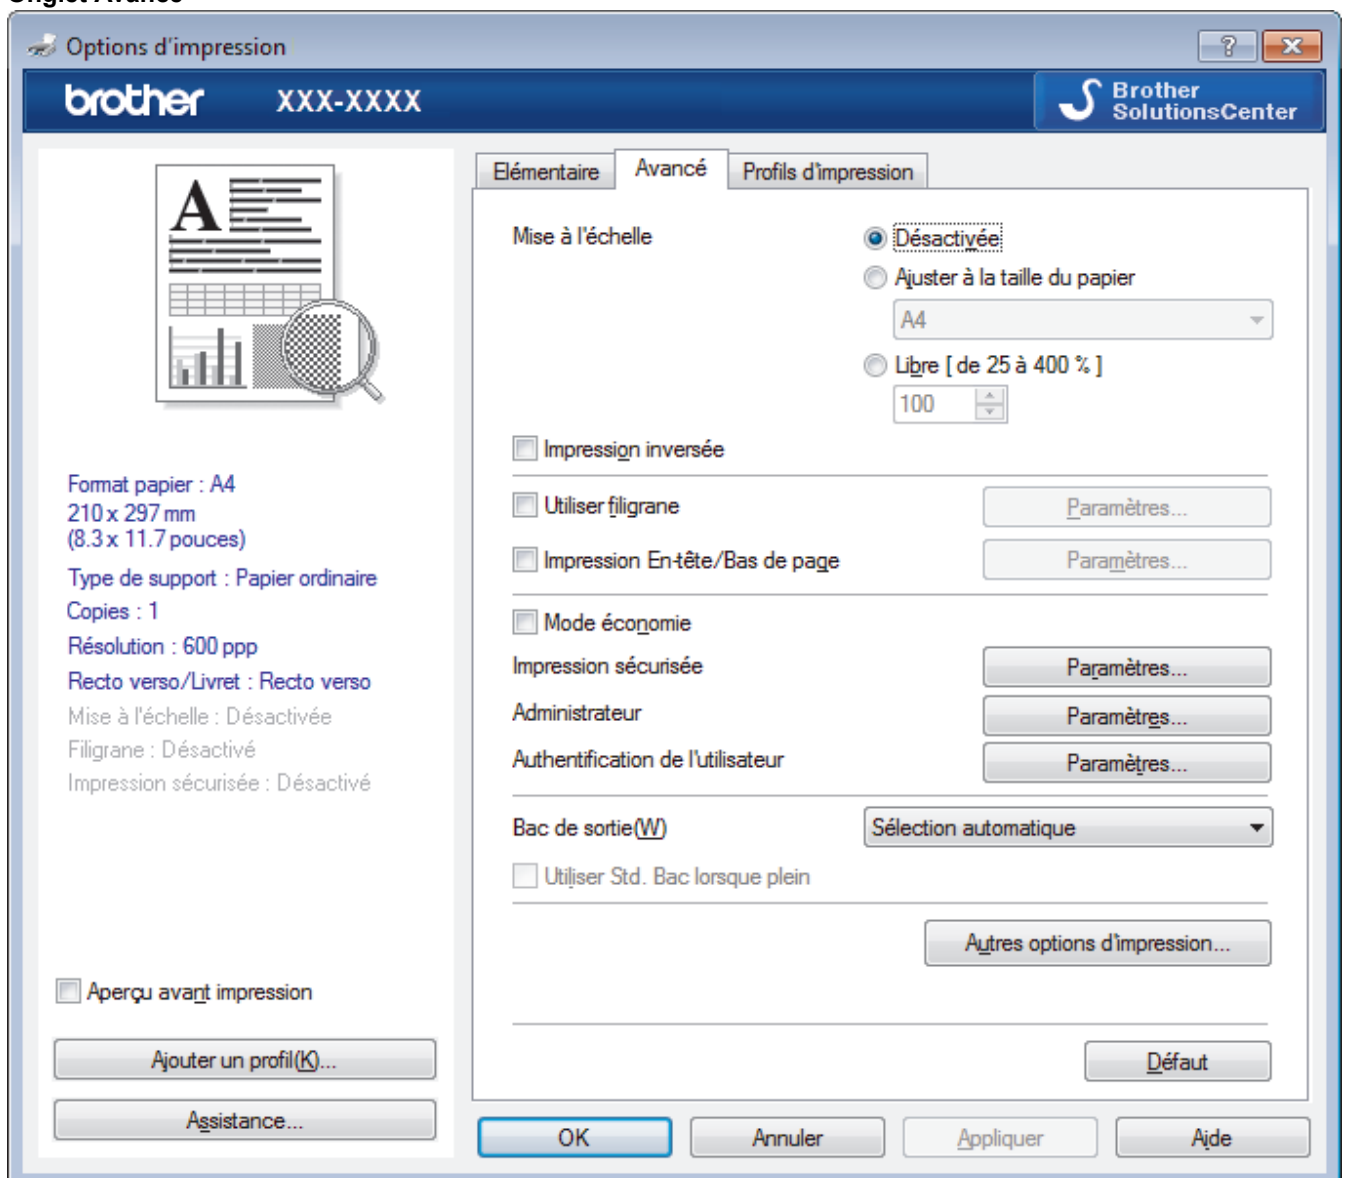 Onglet Avancé
Options d'impression
brother XXX-XXXX
Brother
SolutionsCenter
A
Elémentaire Avancé Profils d'impression
Mise à l'échelle
Désactivée
Ajuster à la taille du papier
A4
Libre [ de 25 à 400 % ]
100
Impression inversée
Utiliser filigrane Paramètres...
Impression En-tête/Bas de page Paramètres...
Mode économie
Impression sécurisée Paramètres...
Administrateur Paramètres...
Authentification de l'utilisateur Paramètres...
Bac de sortie(W) Sélection automatique
Utiliser Std. Bac lorsque plein
Autres options d'impression...
Défaut
Format papier : A4
210 x 297 mm
(8.3 x 11.7 pouces)
Type de support : Papier ordinaire
Copies : 1
Résolution : 600 ppp
Recto verso/Livret : Recto verso
Mise à l'échelle : Désactivée
Filigrane : Désactivé
Impression sécurisée : Désactivé
Aperçu avant impression
Ajouter un profil(K)...
Assistance...
OK Annuler Appliquer Aide